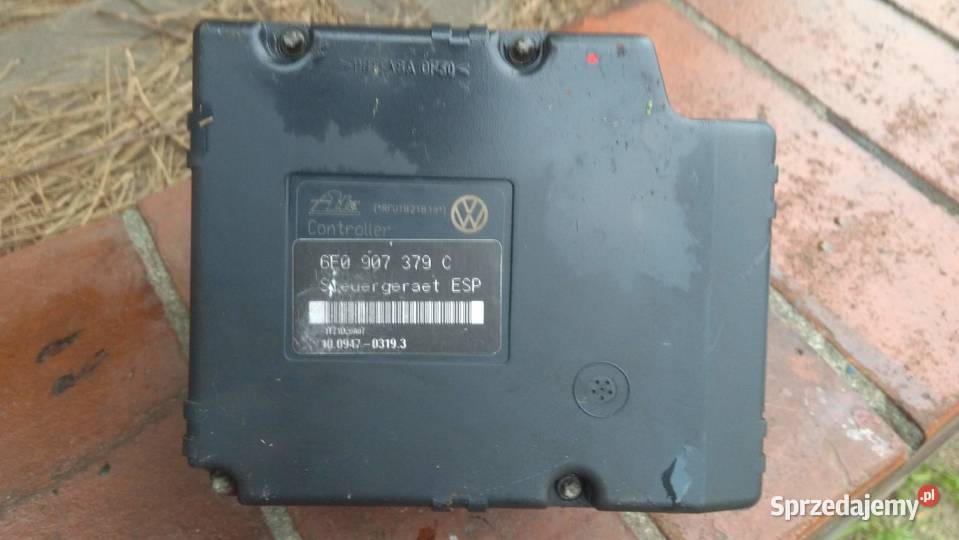 Ate
Controller
6E0 907 379 C
Steuergeraet ESP
10.0947-0319.3
Sprzedajemy.pl